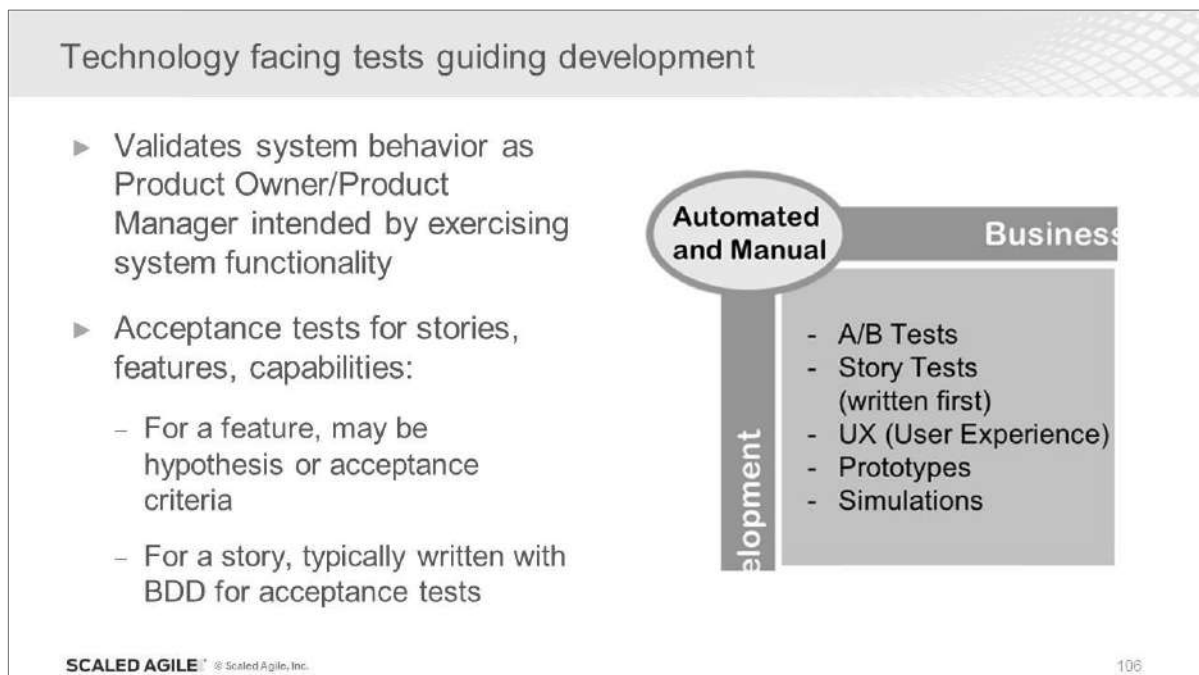 Technology facing tests guiding development
► Validates system behavior as
Product Owner/Product
Manager intended by exercising
system functionality
► Acceptance tests for stories,
features, capabilities:
– For a feature, may be
hypothesis or acceptance
criteria
– For a story, typically written with
BDD for acceptance tests
Automated
and Manual
Business
elopment
- A/B Tests
- Story Tests
(written first)
- UX (User Experience)
- Prototypes
- Simulations
SCALED AGILE® © Scaled Agile, Inc.
106